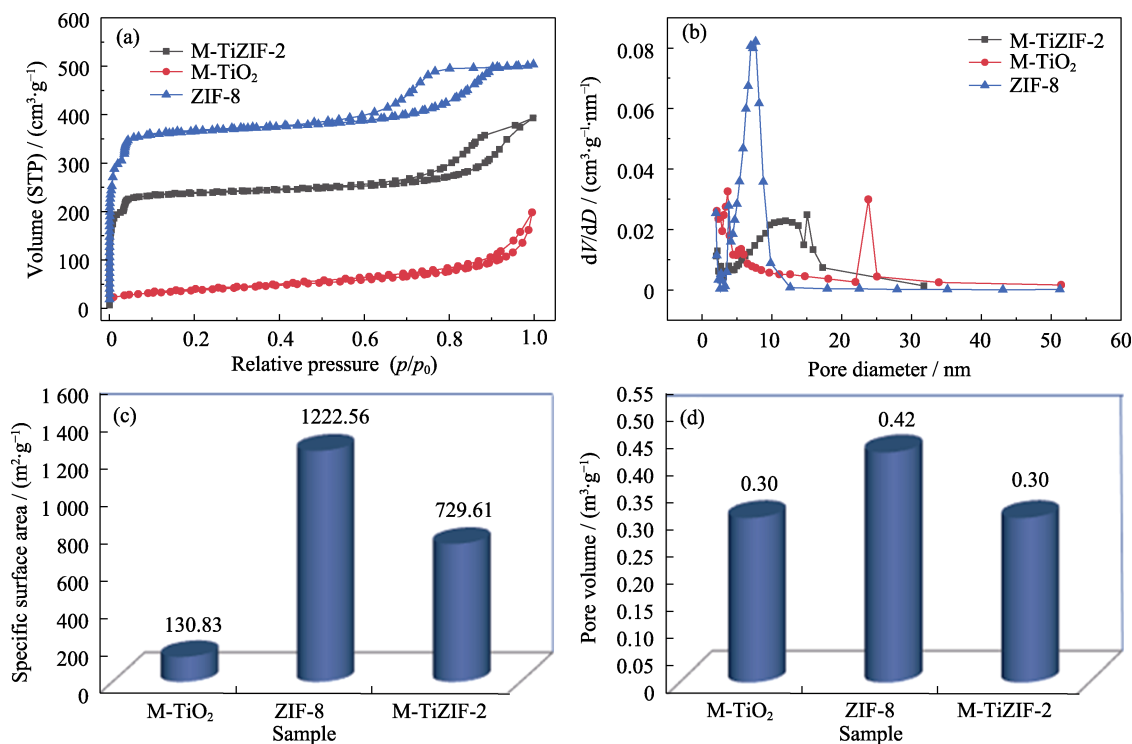 (a)
M-TiZIF-2
M-TiO₂
ZIF-8
Volume (STP) / (cm³·g⁻¹)
600
500
400
300
200
100
0
0 0.2 0.4 0.6 0.8 1.0
Relative pressure (p/p₀)
(b)
M-TiZIF-2
M-TiO₂
ZIF-8
dV/dD / (cm³·g⁻¹·nm⁻¹)
0.08
0.06
0.04
0.02
0
0 10 20 30 40 50 60
Pore diameter / nm
(c)
Specific surface area / (m²·g⁻¹)
1 600
1 400
1 200
1 000
800
600
400
200
0
130.83
1222.56
729.61
M-TiO₂ ZIF-8 M-TiZIF-2
Sample
(d)
Pore volume / (m³·g⁻¹)
0.55
0.50
0.45
0.40
0.35
0.30
0.25
0.20
0.15
0.10
0.05
0
0.30
0.42
0.30
M-TiO₂ ZIF-8 M-TiZIF-2
Sample